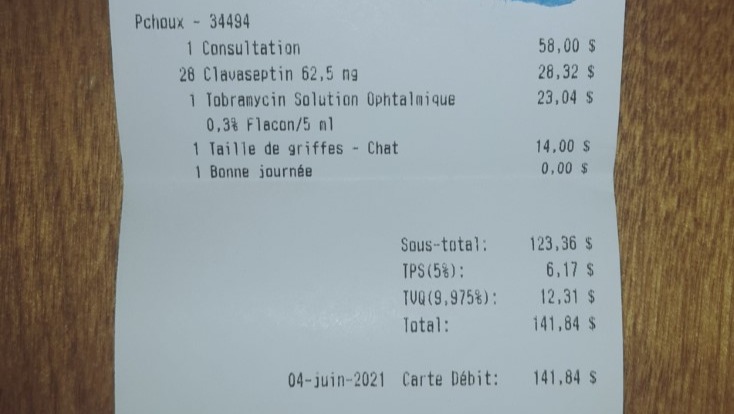 Pchoux - 34494
1 Consultation 58,00 $
28 Clavaseptin 62,5 mg 28,32 $
1 Tobramycin Solution Ophtalmique 23,04 $
0,3% Flacon/5 ml
1 Taille de griffes - Chat 14,00 $
1 Bonne journée 0,00 $
Sous-total: 123,36 $
TPS(5%): 6,17 $
TVQ(9,975%): 12,31 $
Total: 141,84 $
04-juin-2021 Carte Débit: 141,84 $